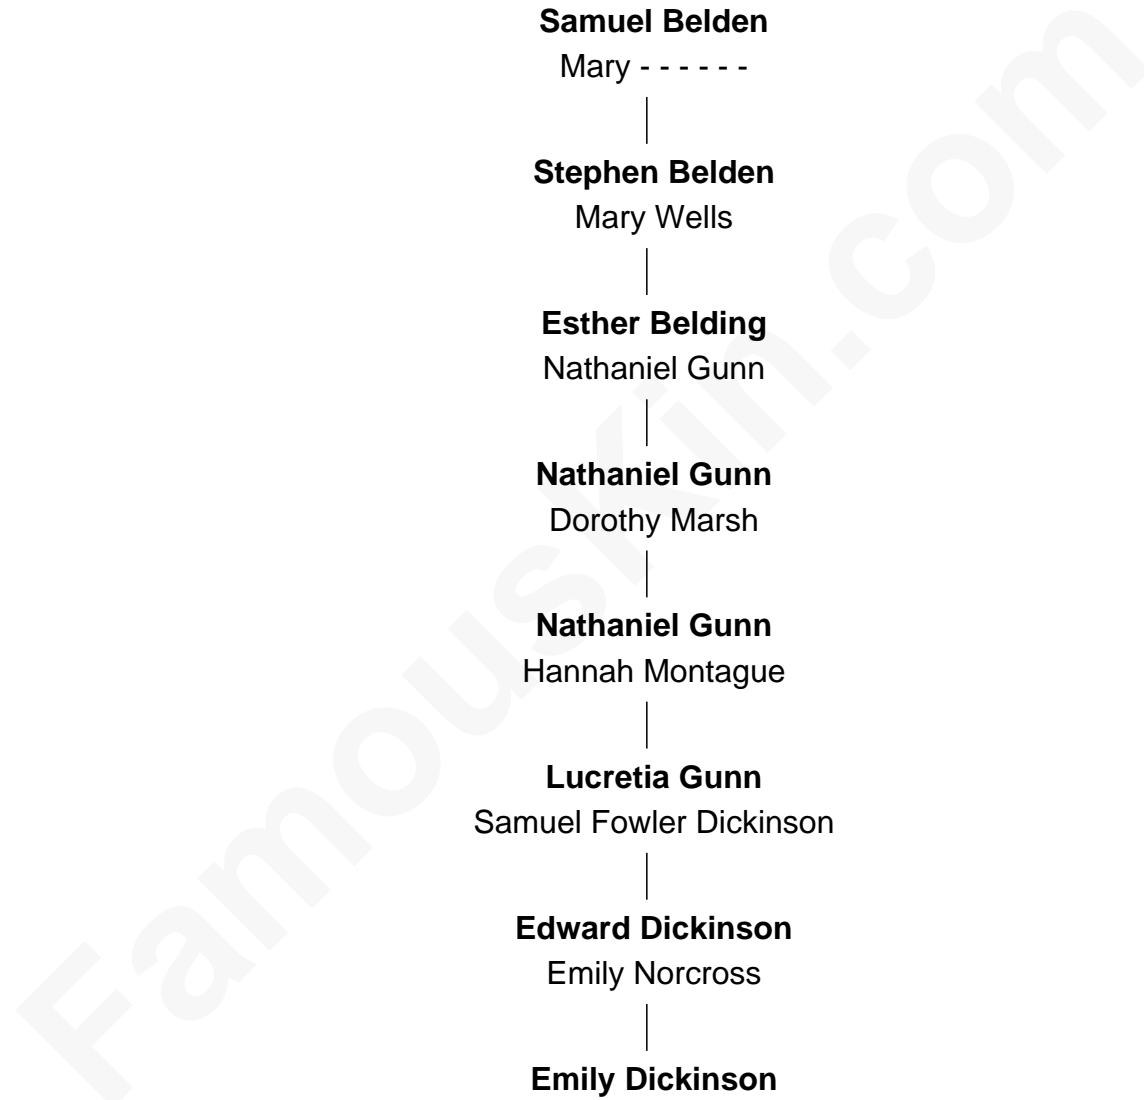 Samuel Belden
Mary - - - - - -
Stephen Belden
Mary Wells
Esther Belding
Nathaniel Gunn
Nathaniel Gunn
Dorothy Marsh
Nathaniel Gunn
Hannah Montague
Lucretia Gunn
Samuel Fowler Dickinson
Edward Dickinson
Emily Norcross
Emily Dickinson
FamousKin.com